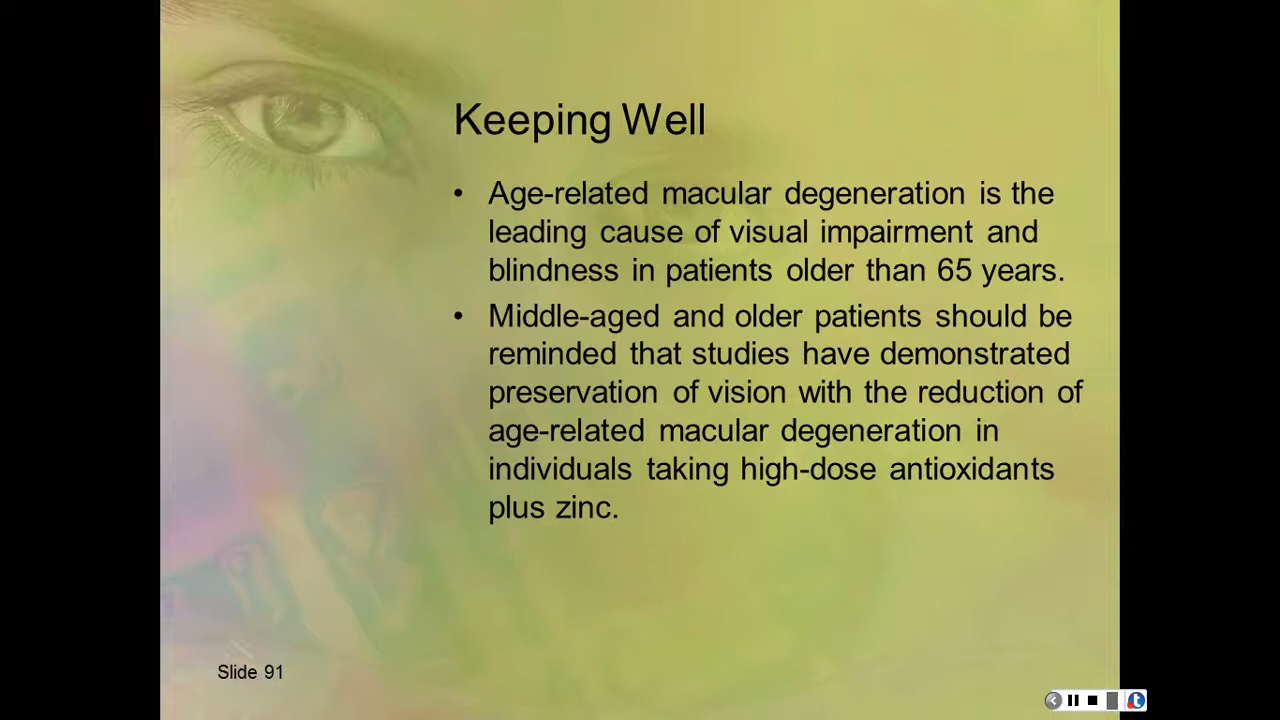 Keeping Well
• Age-related macular degeneration is the
leading cause of visual impairment and
blindness in patients older than 65 years.
• Middle-aged and older patients should be
reminded that studies have demonstrated
preservation of vision with the reduction of
age-related macular degeneration in
individuals taking high-dose antioxidants
plus zinc.
Slide 91
t